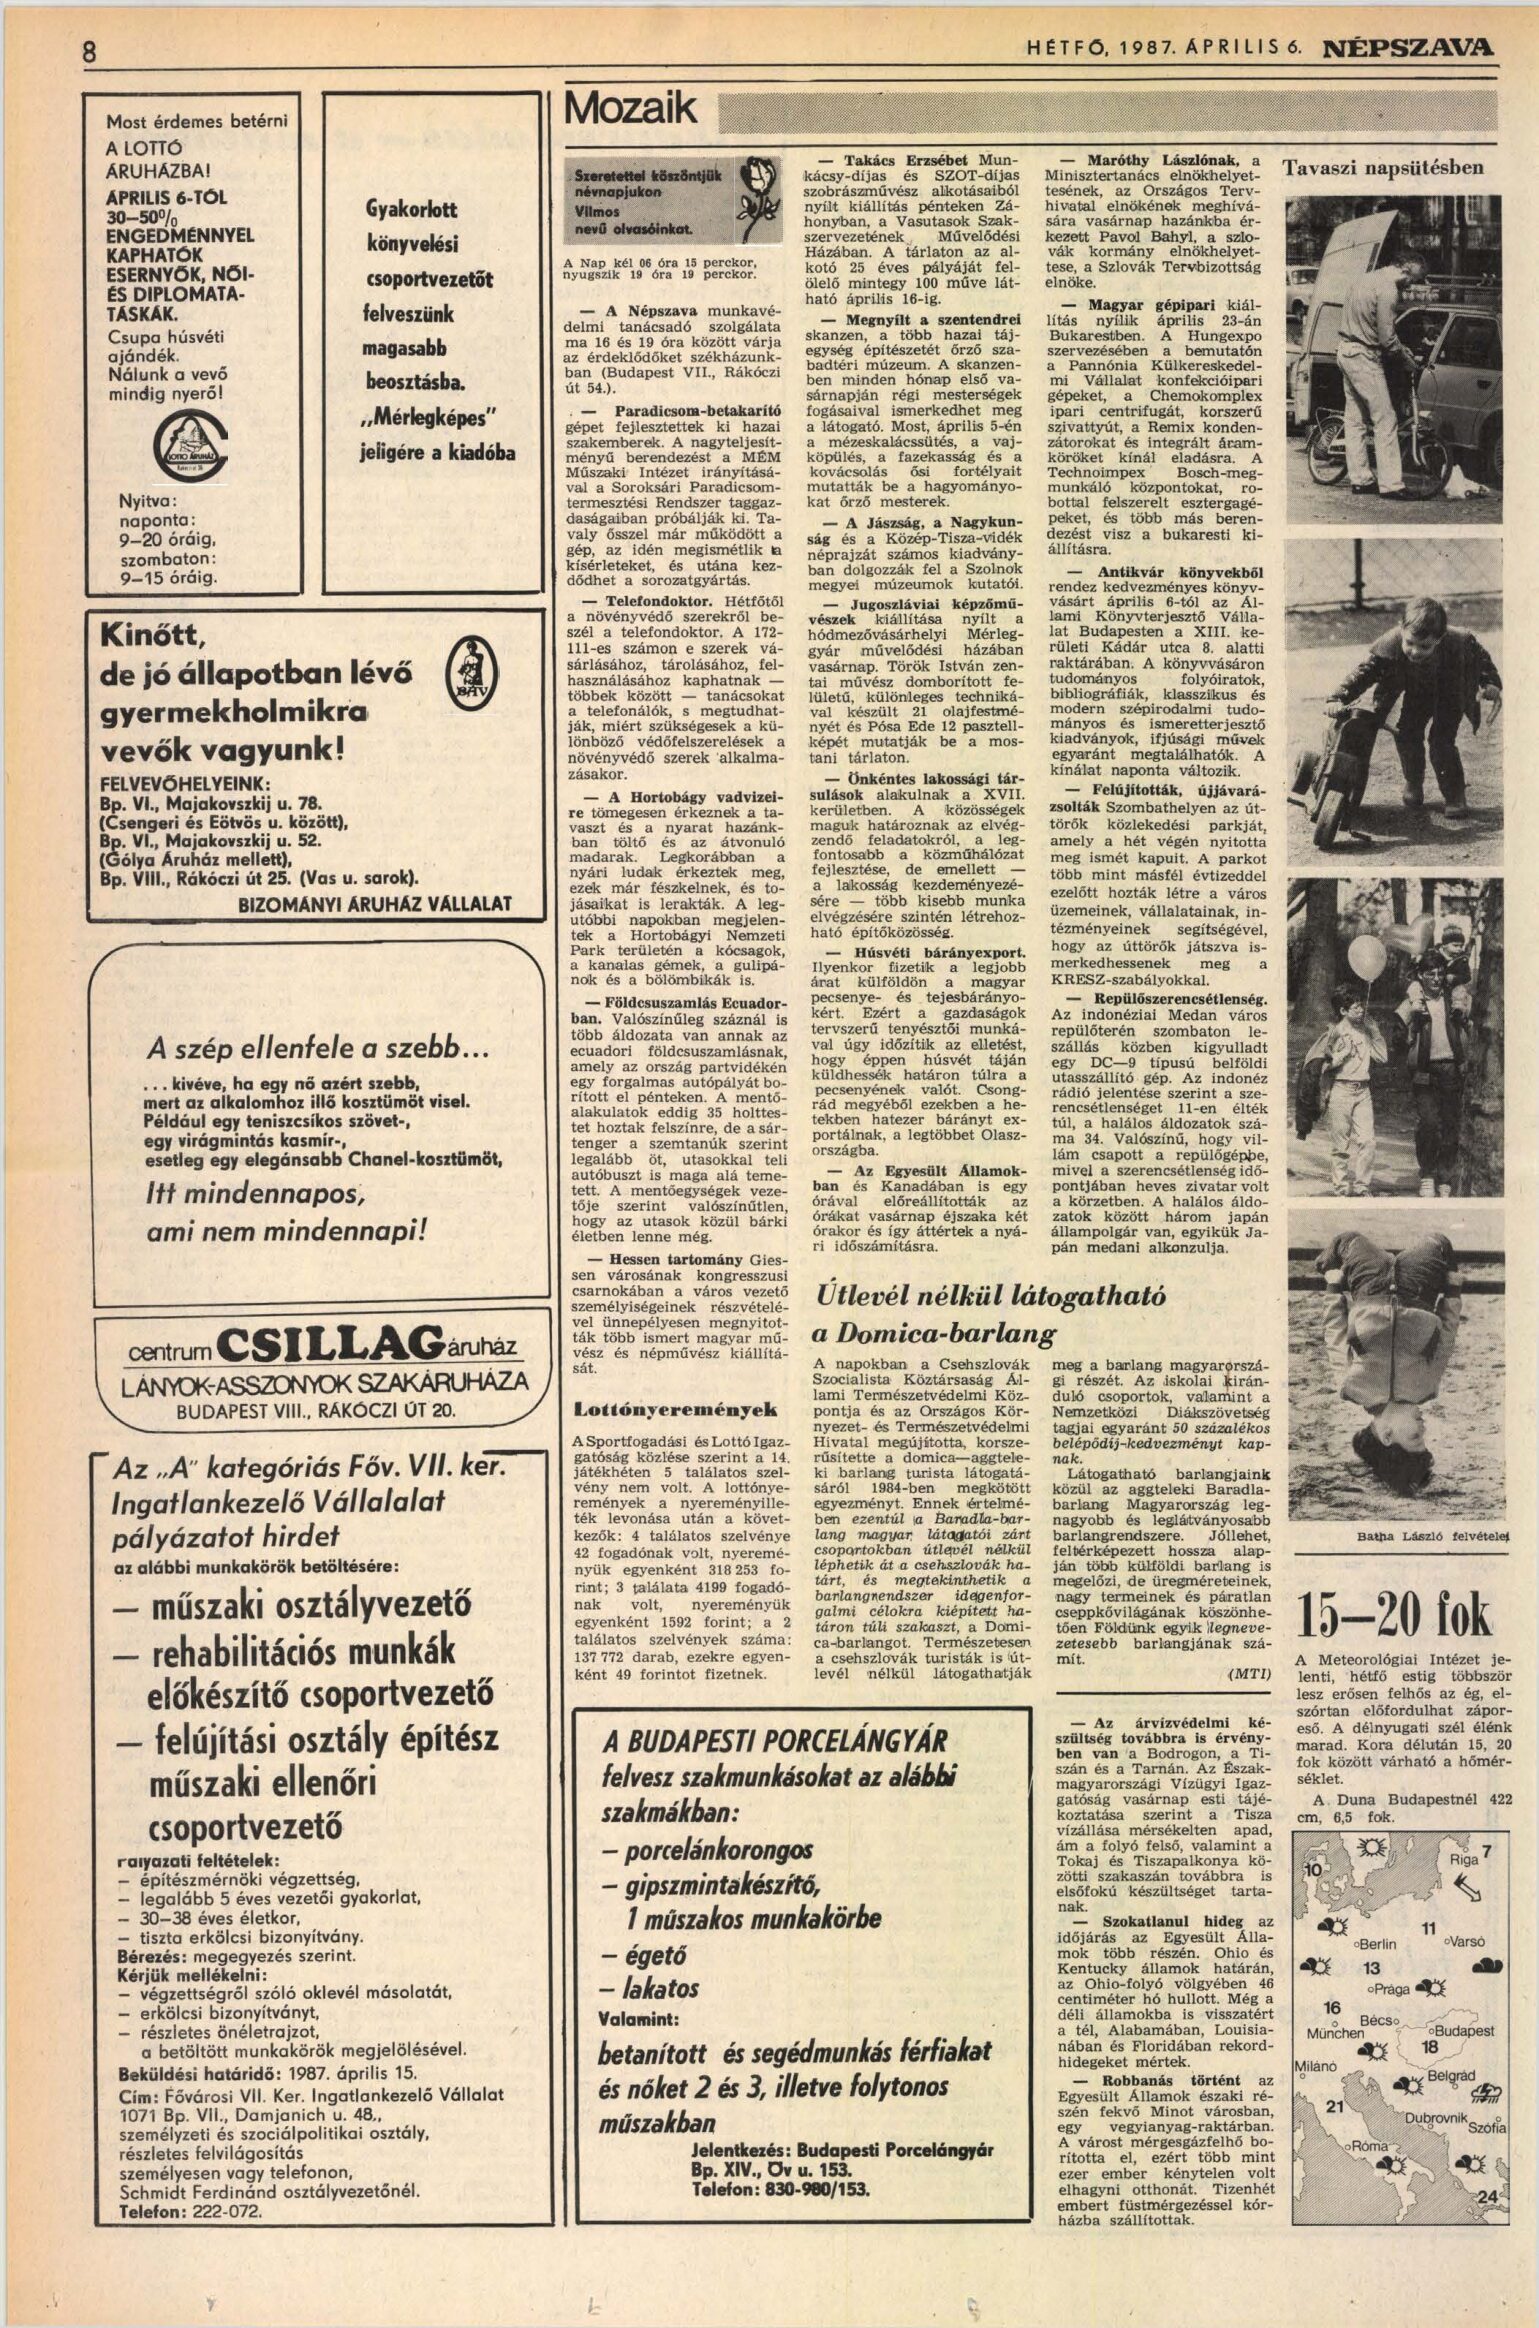 8
HÉTFŐ, 1987. ÁPRILIS 6. NÉPSZAVA
Most érdemes betérni
A LOTTÓ
ÁRUHÁZBA!
ÁPRILIS 6-TÓL
30—50%
ENGEDMÉNNYEL
KAPHATÓK
ESERNYŐK, NŐI-
ÉS DIPLOMATA-
TÁSKÁK.
Csupa húsvéti
ajándék.
Nálunk a vevő
mindig nyerő!
LOTTÓ ÁRUHÁZ
Nyitva:
naponta:
9—20 óráig,
szombaton:
9—15 óráig.
Gyakorlott
könyvelési
csoportvezetőt
felveszünk
magasabb
beosztásba.
„Mérlegképes”
jeligére a kiadóba
Kinőtt,
de jó állapotban lévő
gyermekholmikra
vevők vagyunk!
BÁV
FELVEVŐHELYEINK:
Bp. VI., Majakovszkij u. 78.
(Csengeri és Eötvös u. között),
Bp. VI., Majakovszkij u. 52.
(Gólya Áruház mellett),
Bp. VIII., Rákóczi út 25. (Vas u. sarok).
BIZOMÁNYI ÁRUHÁZ VÁLLALAT
A szép ellenfele a szebb...
... kivéve, ha egy nő azért szebb,
mert az alkalomhoz illő kosztümöt visel.
Például egy teniszcsíkos szövet-,
egy virágmintás kasmír-,
esetleg egy elegánsabb Chanel-kosztümöt,
Itt mindennapos,
ami nem mindennapi!
centrum CSILLAG áruház
LÁNYOK-ASSZONYOK SZAKÁRUHÁZA
BUDAPEST VIII., RÁKÓCZI ÚT 20.
Az „A” kategóriás Főv. VII. ker.
Ingatlankezelő Vállalalat
pályázatot hirdet
az alábbi munkakörök betöltésére:
— műszaki osztályvezető
— rehabilitációs munkák
előkészítő csoportvezető
— felújítási osztály építész
műszaki ellenőri
csoportvezető
Pályázati feltételek:
— építészmérnöki végzettség,
— legalább 5 éves vezetői gyakorlat,
— 30—38 éves életkor,
— tiszta erkölcsi bizonyítvány.
Bérezés: megegyezés szerint.
Kérjük mellékelni:
— végzettségről szóló oklevél másolatát,
— erkölcsi bizonyítványt,
— részletes önéletrajzot,
a betöltött munkakörök megjelölésével.
Beküldési határidő: 1987. április 15.
Cím: Fővárosi VII. Ker. Ingatlankezelő Vállalat
1071 Bp. VII., Damjanich u. 48.,
személyzeti és szociálpolitikai osztály,
részletes felvilágosítás
személyesen vagy telefonon,
Schmidt Ferdinánd osztályvezetőnél.
Telefon: 222-072.
Mozaik
Szeretettel köszöntjük
névnapjukon
Vilmos
nevű olvasóinkat.
A Nap kél 06 óra 15 perckor,
nyugszik 19 óra 19 perckor.
— A Népszava munkavé-
delmi tanácsadó szolgálata
ma 16 és 19 óra között várja
az érdeklődőket székházunk-
ban (Budapest VII., Rákóczi
út 54.).
— Paradicsom-betakarító
gépet fejlesztettek ki hazai
szakemberek. A nagyteljesít-
ményű berendezést a MÉM
Műszaki Intézet irányításá-
val a Soroksári Paradicsom-
termesztési Rendszer taggaz-
daságaiban próbálják ki. Ta-
valy ősszel már működött a
gép, az idén megismétlik a
kísérleteket, és utána kez-
dődhet a sorozatgyártás.
— Telefondoktor. Hétfőtől
a növényvédő szerekről be-
szél a telefondoktor. A 172-
111-es számon e szerek vá-
sárlásához, tárolásához, fel-
használásához kaphatnak —
többek között — tanácsokat
a telefonálók, s megtudhat-
ják, miért szükségesek a kü-
lönböző védőfelszerelések a
növényvédő szerek alkalma-
zásakor.
— A Hortobágy vadvizei-
re tömegesen érkeznek a ta-
vaszt és a nyarat hazánk-
ban töltő és az átvonuló
madarak. Legkorábban a
nyári ludak érkeztek meg,
ezek már fészkelnek, és to-
jásaikat is lerakták. A leg-
utóbbi napokban megjelen-
tek a Hortobágyi Nemzeti
Park területén a kócsagok,
a kanalas gémek, a gulipá-
nok és a bölömbikák is.
— Földcsuszamlás Ecuador-
ban. Valószínűleg száznál is
több áldozata van annak az
ecuadori földcsuszamlásnak,
amely az ország partvidékén
egy forgalmas autópályát bo-
rított el pénteken. A mentő-
alakulatok eddig 35 holttes-
tet hoztak felszínre, de a sár-
tenger a szemtanúk szerint
legalább öt, utasokkal teli
autóbuszt is maga alá teme-
tett. A mentőegységek veze-
tője szerint valószínűtlen,
hogy az utasok közül bárki
életben lenne még.
— Hessen tartomány Gies-
sen városának kongresszusi
csarnokában a város vezető
személyiségeinek részvételé-
vel ünnepélyesen megnyitot-
ták több ismert magyar mű-
vész és népművész kiállítá-
sát.
Lottónyeremények
A Sportfogadási és Lottó Igaz-
gatóság közlése szerint a 14.
játékhéten 5 találatos szel-
vény nem volt. A lottónye-
remények a nyereményille-
ték levonása után a követ-
kezők: 4 találatos szelvénye
42 fogadónak volt, nyeremé-
nyük egyenként 318 253 fo-
rint; 3 találata 4199 fogadó-
nak volt, nyereményük
egyenként 1592 forint; a 2
találatos szelvények száma:
137 772 darab, ezekre egyen-
ként 49 forintot fizetnek.
— Takács Erzsébet Mun-
kácsy-díjas és SZOT-díjas
szobrászművész alkotásaiból
nyílt kiállítás pénteken Zá-
honyban, a Vasutasok Szak-
szervezetének Művelődési
Házában. A tárlaton az al-
kotó 25 éves pályáját fel-
ölelő mintegy 100 műve lát-
ható április 16-ig.
— Megnyílt a szentendrei
skanzen, a több hazai táj-
egység építészetét őrző sza-
badtéri múzeum. A skanzen-
ben minden hónap első va-
sárnapján régi mesterségek
fogásaival ismerkedhet meg
a látogató. Most, április 5-én
a mézeskalácssütés, a vaj-
köpülés, a fazekasság és a
kovácsolás ősi fortélyait
mutatták be a hagyományo-
kat őrző mesterek.
— A Jászság, a Nagykun-
ság és a Közép-Tisza-vidék
néprajzát számos kiadvány-
ban dolgozzák fel a Szolnok
megyei múzeumok kutatói.
— Jugoszláviai képzőmű-
vészek kiállítása nyílt a
hódmezővásárhelyi Mérleg-
gyár művelődési házában
vasárnap. Török István zen-
tai művész domborított fe-
lületű, különleges techniká-
val készült 21 olajfestmé-
nyét és Pósa Ede 12 pasztell-
képét mutatják be a mos-
tani tárlaton.
— Önkéntes lakossági tár-
sulások alakulnak a XVII.
kerületben. A közösségek
maguk határoznak az elvég-
zendő feladatokról, a leg-
fontosabb a közműhálózat
fejlesztése, de emellett —
a lakosság kezdeményezé-
sére — több kisebb munka
elvégzésére szintén létrehoz-
ható építőközösség.
— Húsvéti bárányexport.
Ilyenkor fizetik a legjobb
árat külföldön a magyar
pecsenye- és tejesbárányo-
kért. Ezért a gazdaságok
tervszerű tenyésztői munká-
val úgy időzítik az elletést,
hogy éppen húsvét táján
küldhessék határon túlra a
pecsenyének valót. Csong-
rád megyéből ezekben a he-
tekben hatezer bárányt ex-
portálnak, a legtöbbet Olasz-
országba.
— Az Egyesült Államok-
ban és Kanadában is egy
órával előreállították az
órákat vasárnap éjszaka két
órakor és így áttértek a nyá-
ri időszámításra.
— Maróthy Lászlónak, a
Minisztertanács elnökhelyet-
tesének, az Országos Terv-
hivatal elnökének meghívá-
sára vasárnap hazánkba ér-
kezett Pavol Bahyl, a szlo-
vák kormány elnökhelyet-
tese, a Szlovák Tervbizottság
elnöke.
— Magyar gépipari kiál-
lítás nyílik április 23-án
Bukarestben. A Hungexpo
szervezésében a bemutatón
a Pannónia Külkereskedel-
mi Vállalat konfekcióipari
gépeket, a Chemokomplex
ipari centrifugát, korszerű
szivattyút, a Remix konden-
zátorokat és integrált áram-
köröket kínál eladásra. A
Technoimpex Bosch-meg-
munkáló központokat, ro-
bottal felszerelt esztergagé-
peket, és több más beren-
dezést visz a bukaresti ki-
állításra.
— Antikvár könyvekből
rendez kedvezményes könyv-
vásárt április 6-tól az Ál-
lami Könyvterjesztő Válla-
lat Budapesten a XIII. ke-
rületi Kádár utca 8. alatti
raktárában. A könyvvásáron
tudományos folyóiratok,
bibliográfiák, klasszikus és
modern szépirodalmi tudo-
mányos és ismeretterjesztő
kiadványok, ifjúsági művek
egyaránt megtalálhatók. A
kínálat naponta változik.
— Felújították, újjávará-
zsolták Szombathelyen az út-
törők közlekedési parkját,
amely a hét végén nyitotta
meg ismét kapuit. A parkot
több mint másfél évtizeddel
ezelőtt hozták létre a város
üzemeinek, vállalatainak, in-
tézményeinek segítségével,
hogy az úttörők játszva is-
merkedhessenek meg a
KRESZ-szabályokkal.
— Repülőszerencsétlenség.
Az indonéziai Medan város
repülőterén szombaton le-
szállás közben kigyulladt
egy DC—9 típusú belföldi
utasszállító gép. Az indonéz
rádió jelentése szerint a sze-
rencsétlenséget 11-en élték
túl, a halálos áldozatok szá-
ma 34. Valószínű, hogy vil-
lám csapott a repülőgépbe,
mivel a szerencsétlenség idő-
pontjában heves zivatar volt
a körzetben. A halálos áldo-
zatok között három japán
állampolgár van, egyikük Ja-
pán medani alkonzulja.
Útlevél nélkül látogatható
a Domica-barlang
A napokban a Csehszlovák
Szocialista Köztársaság Ál-
lami Természetvédelmi Köz-
pontja és az Országos Kör-
nyezet- és Természetvédelmi
Hivatal megújította, korsze-
rűsítette a domica—aggtele-
ki barlang turista látogatá-
sáról 1984-ben megkötött
egyezményt. Ennek értelmé-
ben ezentúl a Baradla-bar-
lang magyar látogatói zárt
csoportokban útlevél nélkül
léphetik át a csehszlovák ha-
tárt, és megtekinthetik a
barlangrendszer idegenfor-
galmi célokra kiépített ha-
táron túli szakaszt, a Domi-
ca-barlangot. Természetesen
a csehszlovák turisták is út-
levél nélkül látogathatják
meg a barlang magyarorszá-
gi részét. Az iskolai kirán-
duló csoportok, valamint a
Nemzetközi Diákszövetség
tagjai egyaránt 50 százalékos
belépődíj-kedvezményt kap-
nak.
Látogatható barlangjaink
közül az aggteleki Baradla-
barlang Magyarország leg-
nagyobb és leglátványosabb
barlangrendszere. Jóllehet,
feltérképezett hossza alap-
ján több külföldi barlang is
megelőzi, de üregméreteinek,
nagy termeinek és páratlan
cseppkővilágának köszönhe-
tően Földünk egyik legneve-
zetesebb barlangjának szá-
mít.
(MTI)
A BUDAPESTI PORCELÁNGYÁR
felvesz szakmunkásokat az alábbi
szakmákban:
— porcelánkorongos
— gipszmintakészítő,
1 műszakos munkakörbe
— égető
— lakatos
Valamint:
betanított és segédmunkás férfiakat
és nőket 2 és 3, illetve folytonos
műszakban
Jelentkezés: Budapesti Porcelángyár
Bp. XIV., Öv u. 153.
Telefon: 830-980/153.
— Az árvízvédelmi ké-
szültség továbbra is érvény-
ben van a Bodrogon, a Ti-
szán és a Tarnán. Az Észak-
magyarországi Vízügyi Igaz-
gatóság vasárnap esti tájé-
koztatása szerint a Tisza
vízállása mérsékelten apad,
ám a folyó felső, valamint a
Tokaj és Tiszapalkonya kö-
zötti szakaszán továbbra is
elsőfokú készültséget tarta-
nak.
— Szokatlanul hideg az
időjárás az Egyesült Álla-
mok több részén. Ohio és
Kentucky államok határán,
az Ohio-folyó völgyében 46
centiméter hó hullott. Még a
déli államokba is visszatért
a tél, Alabamában, Louisia-
nában és Floridában rekord-
hidegeket mértek.
— Robbanás történt az
Egyesült Államok északi ré-
szén fekvő Minot városban,
egy vegyianyag-raktárban.
A várost mérgesgázfelhő bo-
rította el, ezért több mint
ezer ember kénytelen volt
elhagyni otthonát. Tizenhét
embert füstmérgezéssel kór-
házba szállítottak.
Tavaszi napsütésben
Batha László felvételei
15—20 fok
A Meteorológiai Intézet je-
lenti, hétfő estig többször
lesz erősen felhős az ég, el-
szórtan előfordulhat zápor-
eső. A délnyugati szél élénk
marad. Kora délután 15, 20
fok között várható a hőmér-
séklet.
A Duna Budapestnél 422
cm, 6,5 fok.
10
Riga 7
Berlin
11
Varsó
13
Prága
16
München
Bécs
Budapest
18
Milánó
Belgrád
21
Dubrovnik
Szófia
Róma
24